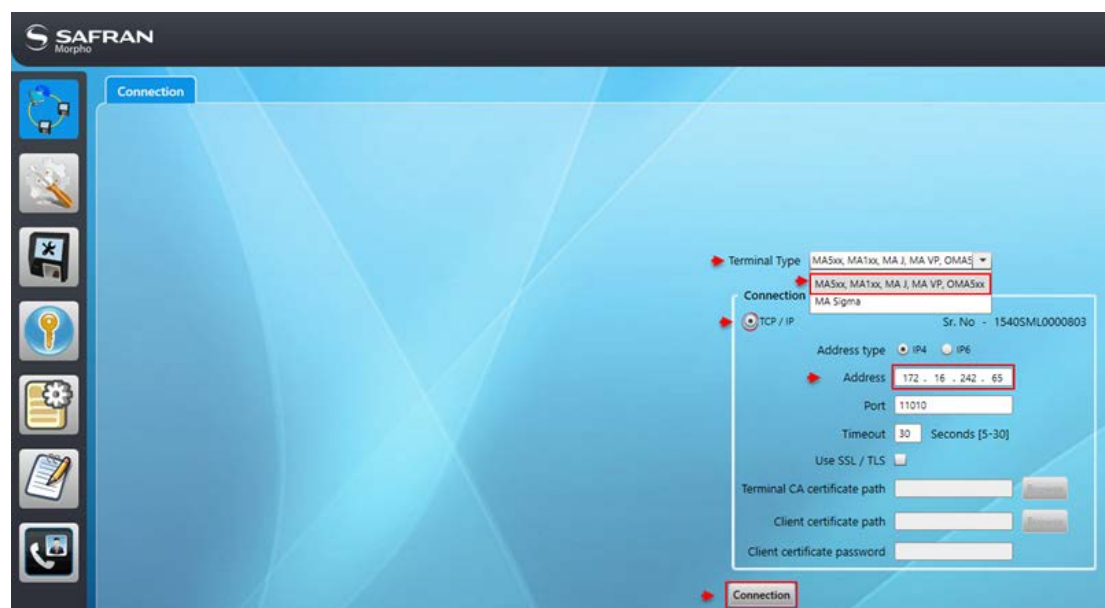 SAFRAN
Morpho
Connection
Terminal Type MA5xx, MA1xx, MA J, MA VP, OMA5
MA5xx, MA1xx, MA J, MA VP, OMA5xx
MA Sigma
Connection
TCP / IP Sr. No - 1540SML0000803
Address type IP4 IP6
Address 172 . 16 . 242 . 65
Port 11010
Timeout 30 Seconds [5-30]
Use SSL / TLS
Terminal CA certificate path
Client certificate path
Client certificate password
Connection